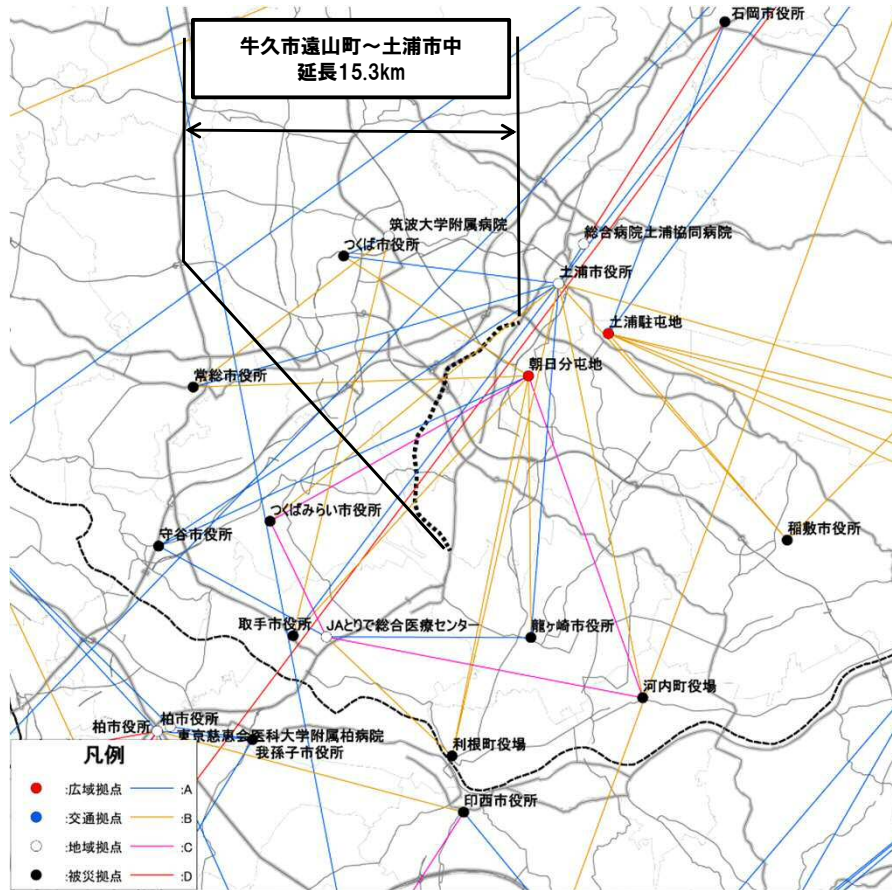 石岡市役所
牛久市遠山町～土浦市中
延長15.3km
筑波大学附属病院
つくば市役所
総合病院土浦協同病院
土浦市役所
土浦駐屯地
朝日分屯地
常総市役所
つくばみらい市役所
守谷市役所
稲敷市役所
取手市役所
JAとりで総合医療センター
龍ヶ崎市役所
河内町役場
柏市役所
柏市役所
東京慈恵会医科大学附属柏病院
我孫子市役所
利根町役場
印西市役所
凡例
:広域拠点 :A
:交通拠点 :B
:地域拠点 :C
:被災拠点 :D